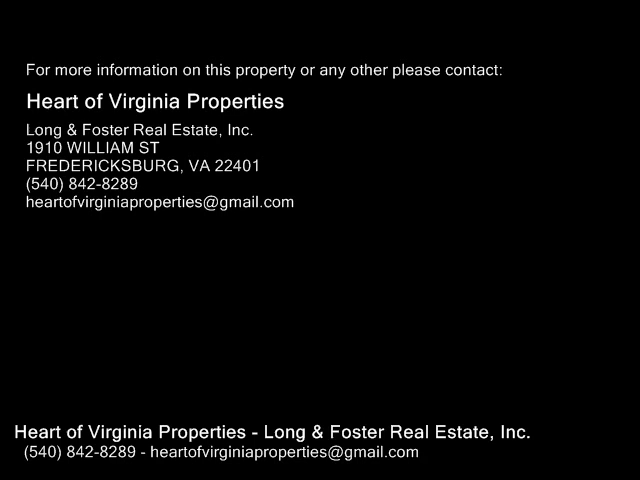 For more information on this property or any other please contact:
Heart of Virginia Properties
Long & Foster Real Estate, Inc.
1910 WILLIAM ST
FREDERICKSBURG, VA 22401
(540) 842-8289
heartofvirginiaproperties@gmail.com
Heart of Virginia Properties - Long & Foster Real Estate, Inc.
(540) 842-8289 - heartofvirginiaproperties@gmail.com